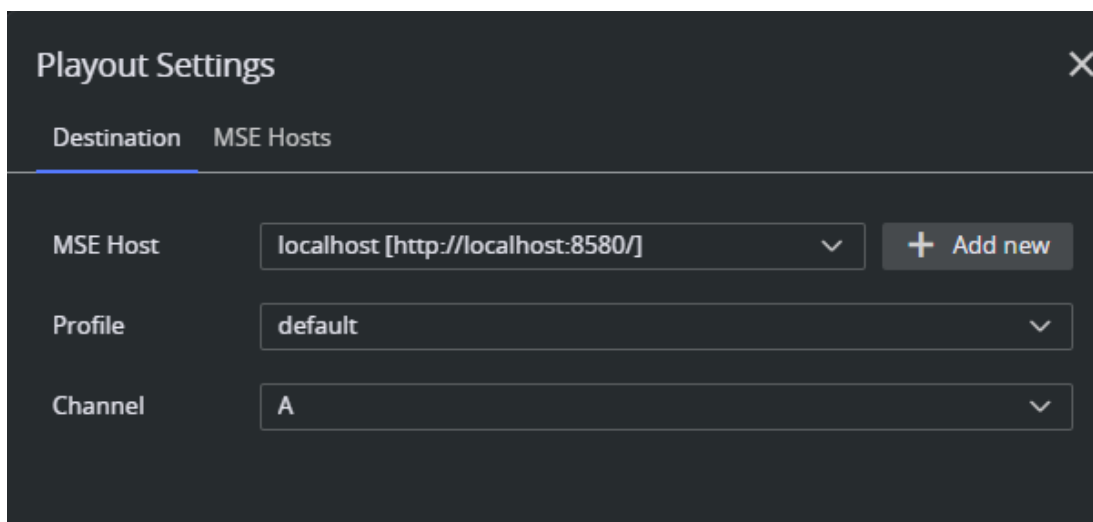 Playout Settings
Destination MSE Hosts
MSE Host localhost [http://localhost:8580/] + Add new
Profile default
Channel A